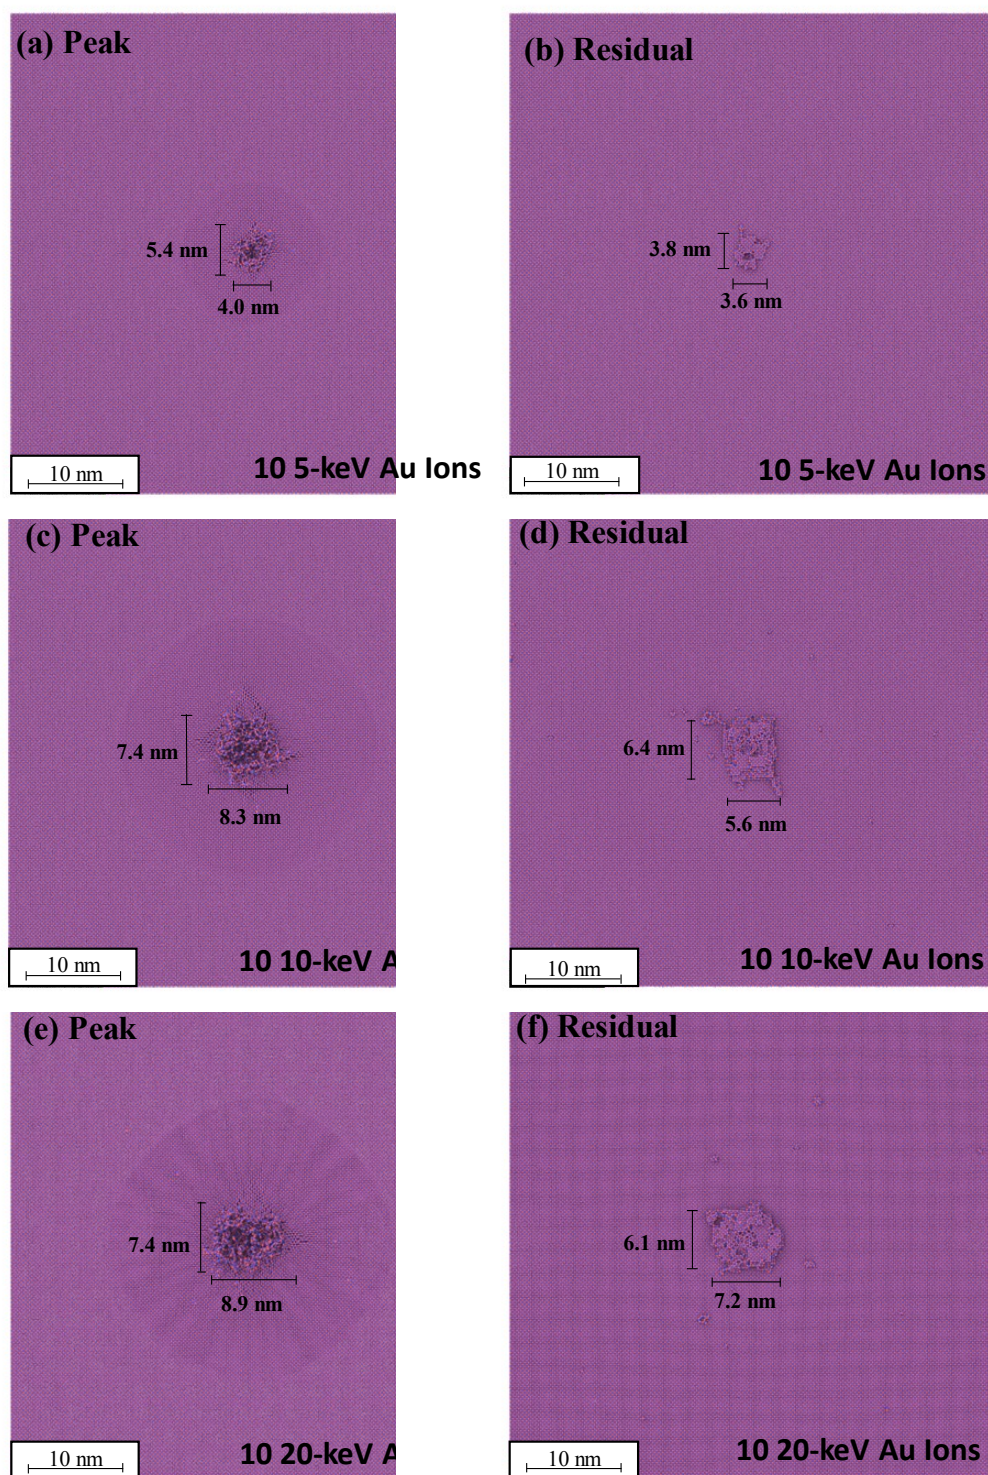 (a) Peak
(b) Residual
5.4 nm
4.0 nm
3.8 nm
3.6 nm
10 nm
10 5-keV Au Ions
10 nm
10 5-keV Au Ions
(c) Peak
(d) Residual
7.4 nm
8.3 nm
6.4 nm
5.6 nm
10 nm
10 10-keV A
10 nm
10 10-keV Au Ions
(e) Peak
(f) Residual
7.4 nm
8.9 nm
6.1 nm
7.2 nm
10 nm
10 20-keV A
10 nm
10 20-keV Au Ions